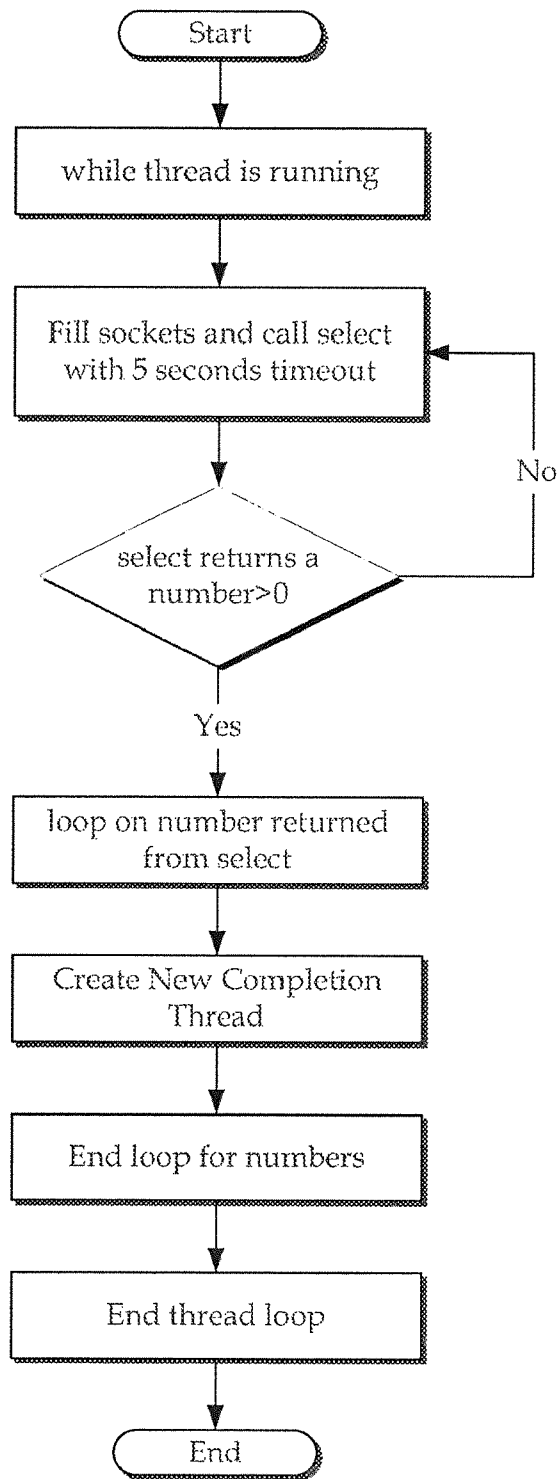 Start
while thread is running
Fill sockets and call select
with 5 seconds timeout
No
select returns a
number>0
Yes
loop on number returned
from select
Create New Completion
Thread
End loop for numbers
End thread loop
End